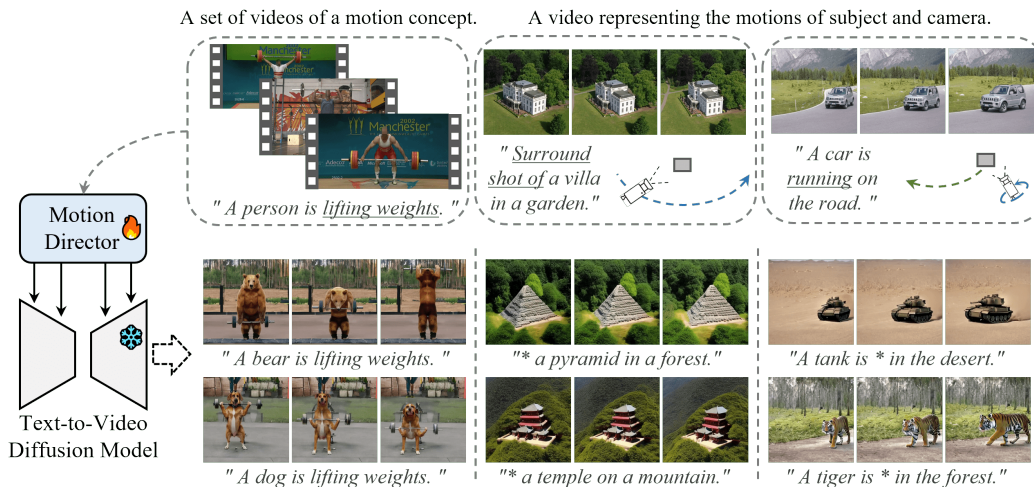 A set of videos of a motion concept.
A video representing the motions of subject and camera.
2002
Manchester
" A person is lifting weights. "
" Surround
shot of a villa
in a garden."
" A car is
running on
the road. "
Motion
Director
Text-to-Video
Diffusion Model
" A bear is lifting weights. "
"* a pyramid in a forest."
"A tank is * in the desert."
" A dog is lifting weights. "
"* a temple on a mountain."
"A tiger is * in the forest."